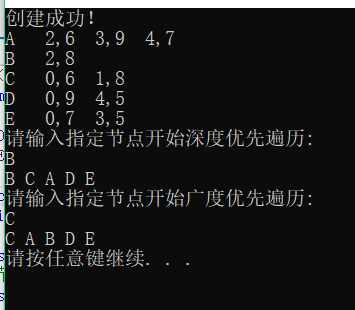 创建成功！
A 2,6 3,9 4,7
B 2,8
C 0,6 1,8
D 0,9 4,5
E 0,7 3,5
请输入指定节点开始深度优先遍历:
B
B C A D E
请输入指定节点开始广度优先遍历:
C
C A B D E
请按任意键继续. . .